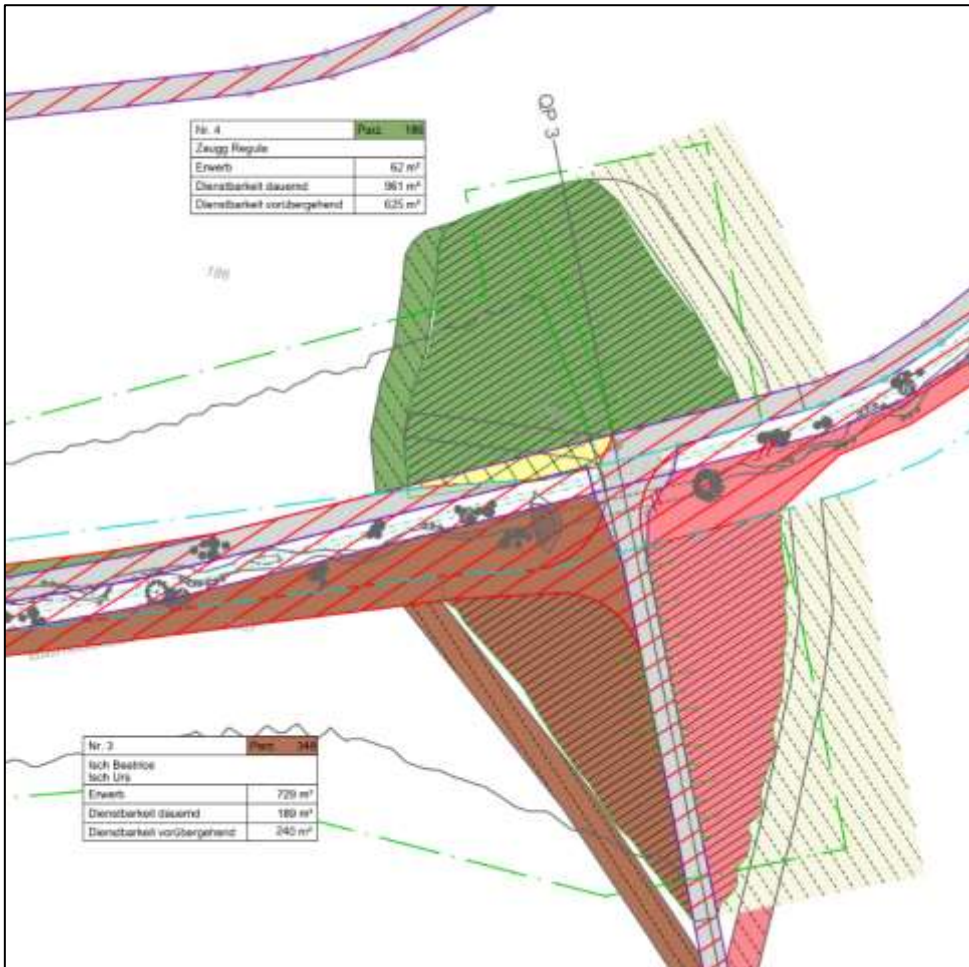 QP 3
Nr. 4 Parz. 186
Zaugg Regula
Erwerb 62 m²
Dienstbarkeit dauernd 961 m²
Dienstbarkeit vorübergehend 625 m²
186
Nr. 3 Parz. 348
Isch Beatrice
Isch Urs
Erwerb 729 m²
Dienstbarkeit dauernd 189 m²
Dienstbarkeit vorübergehend 240 m²